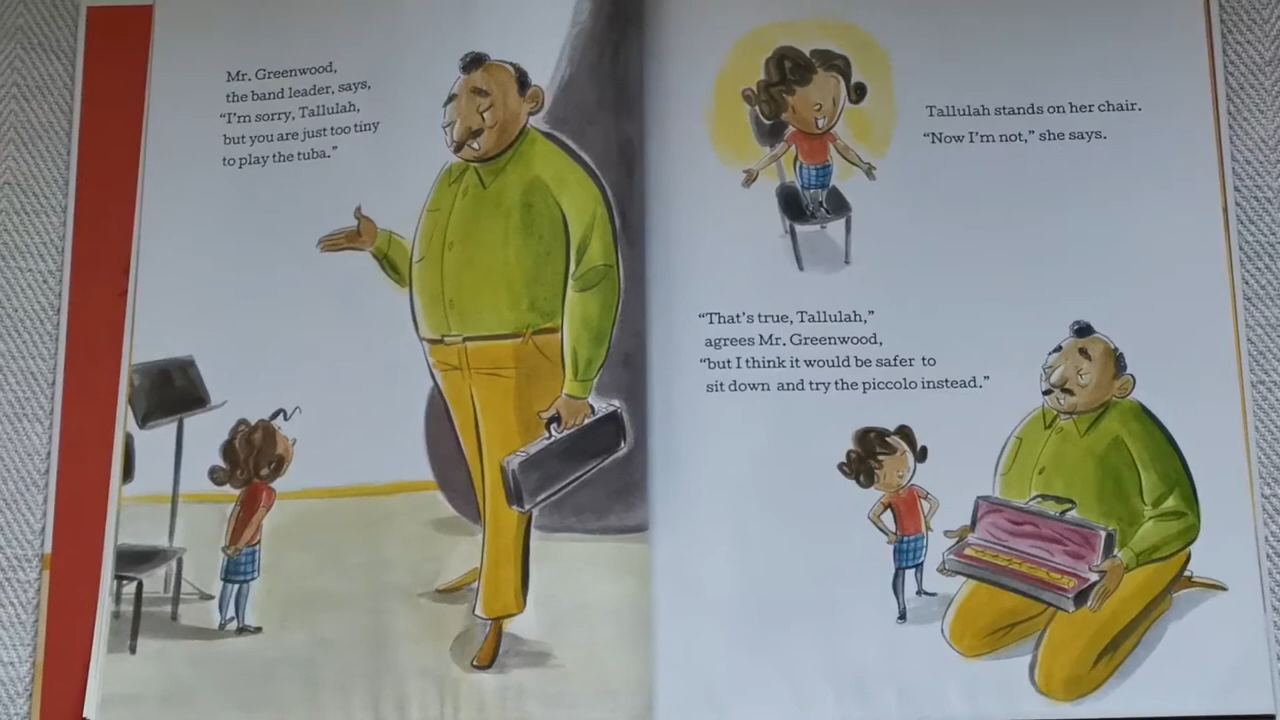 Mr. Greenwood,
the band leader, says,
“I’m sorry, Tallulah,
but you are just too tiny
to play the tuba.”
Tallulah stands on her chair.
“Now I’m not,” she says.
“That’s true, Tallulah,”
agrees Mr. Greenwood,
“but I think it would be safer to
sit down and try the piccolo instead.”